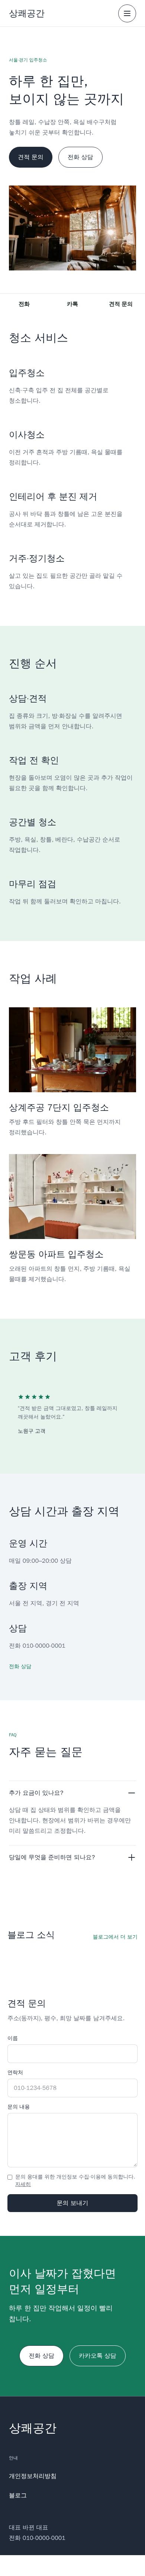 상쾌공간
서울·경기 입주청소
하루 한 집만,
보이지 않는 곳까지
창틀 레일, 수납장 안쪽, 욕실 배수구처럼
놓치기 쉬운 곳부터 확인합니다.
견적 문의
전화 상담
전화
카톡
견적 문의
청소 서비스
입주청소
신축·구축 입주 전 집 전체를 공간별로
청소합니다.
이사청소
이전 거주 흔적과 주방 기름때, 욕실 물때를
정리합니다.
인테리어 후 분진 제거
공사 뒤 바닥 틈과 창틀에 남은 고운 분진을
순서대로 제거합니다.
거주·정기청소
살고 있는 집도 필요한 공간만 골라 맡길 수
있습니다.
진행 순서
상담·견적
집 종류와 크기, 방·화장실 수를 알려주시면
범위와 금액을 먼저 안내합니다.
작업 전 확인
현장을 돌아보며 오염이 많은 곳과 추가 작업이
필요한 곳을 함께 확인합니다.
공간별 청소
주방, 욕실, 창틀, 베란다, 수납공간 순서로
작업합니다.
마무리 점검
작업 뒤 함께 둘러보며 확인하고 마칩니다.
작업 사례
상계주공 7단지 입주청소
주방 후드 필터와 창틀 안쪽 묵은 먼지까지
정리했습니다.
쌍문동 아파트 입주청소
오래된 아파트의 창틀 먼지, 주방 기름때, 욕실
물때를 제거했습니다.
고객 후기
★★★★★
"견적 받은 금액 그대로였고, 창틀 레일까지
깨끗해서 놀랐어요."
노원구 고객
상담 시간과 출장 지역
운영 시간
매일 09:00–20:00 상담
출장 지역
서울 전 지역, 경기 전 지역
상담
전화 010-0000-0001
전화 상담
FAQ
자주 묻는 질문
추가 요금이 있나요?
상담 때 집 상태와 범위를 확인하고 금액을
안내합니다. 현장에서 범위가 바뀌는 경우에만
미리 말씀드리고 조정합니다.
당일에 무엇을 준비하면 되나요?
블로그 소식
블로그에서 더 보기
견적 문의
주소(동까지), 평수, 희망 날짜를 남겨주세요.
이름
연락처
010-1234-5678
문의 내용
문의 응대를 위한 개인정보 수집·이용에 동의합니다.
자세히
문의 보내기
이사 날짜가 잡혔다면
먼저 일정부터
하루 한 집만 작업해서 일정이 빨리
찹니다.
전화 상담
카카오톡 상담
상쾌공간
안내
개인정보처리방침
블로그
대표 바뀐 대표
전화 010-0000-0001